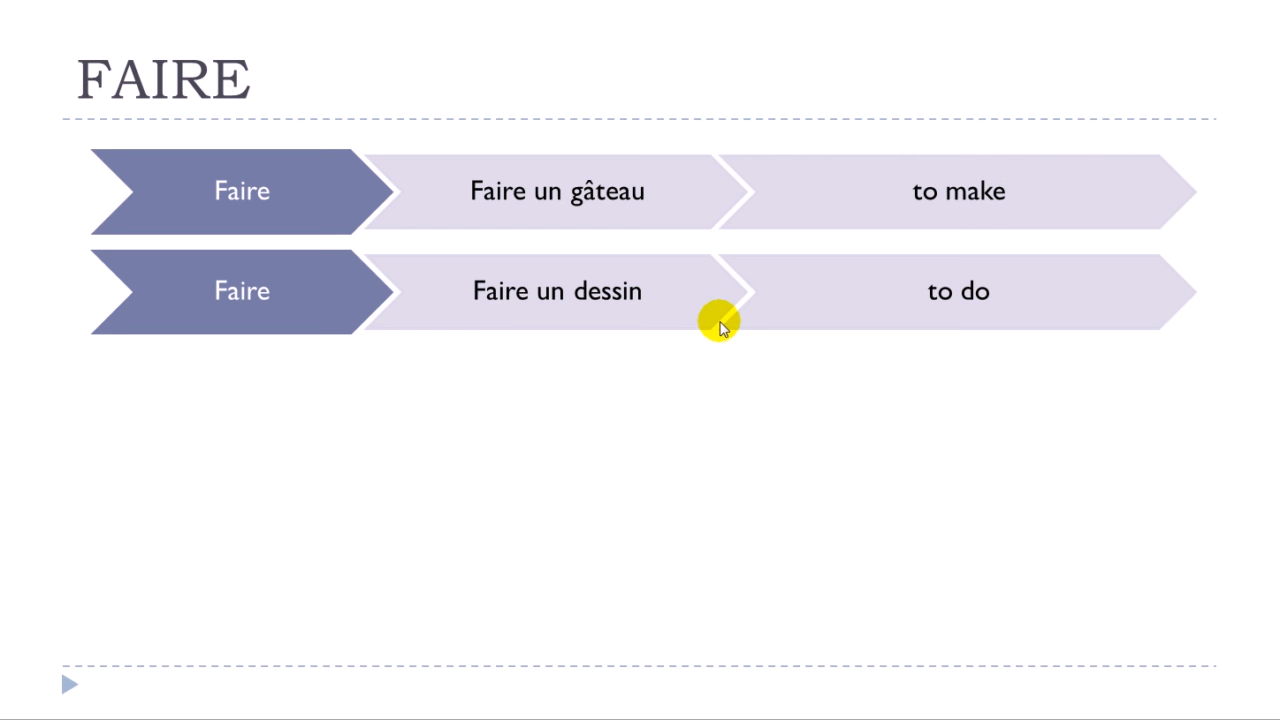 FAIRE
Faire
Faire un gâteau
to make
Faire
Faire un dessin
to do